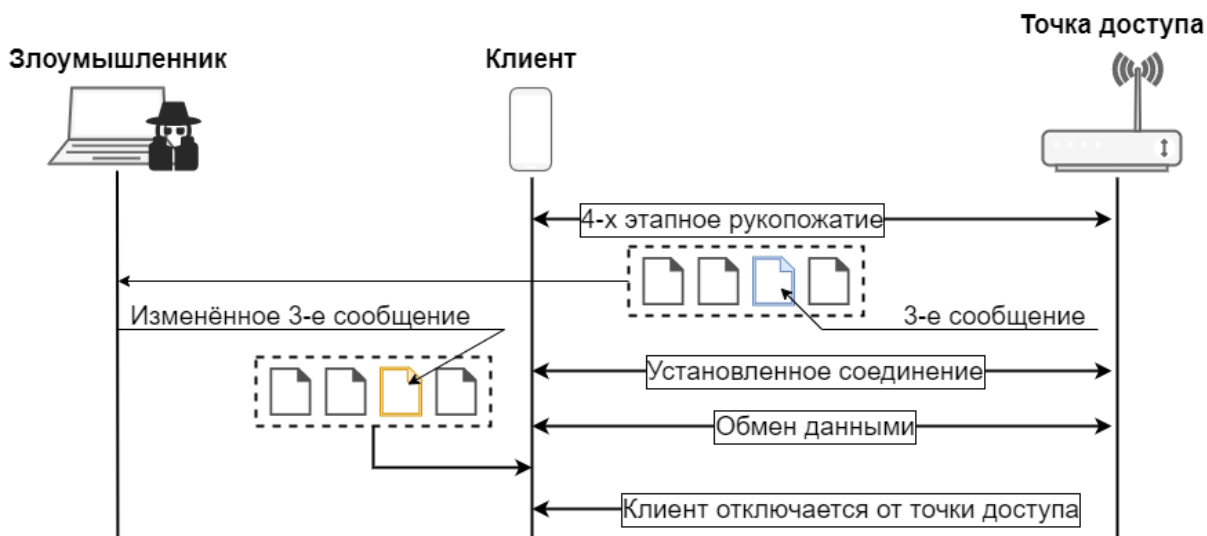 Точка доступа
Злоумышленник
Клиент
4-х этапное рукопожатие
Изменённое 3-е сообщение
3-е сообщение
Установленное соединение
Обмен данными
Клиент отключается от точки доступа